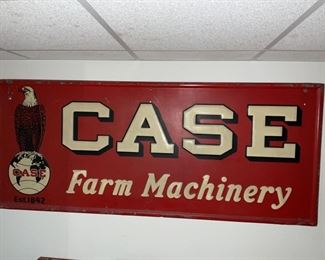 CASE
Farm Machinery
CASE
Est. 1842